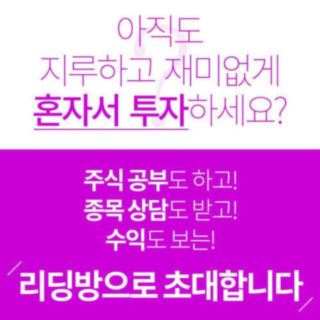 아직도
지루하고 재미없게
혼자서 투자하세요?
주식 공부도 하고!
종목 상담도 받고!
수익도 보는!
리딩방으로 초대합니다